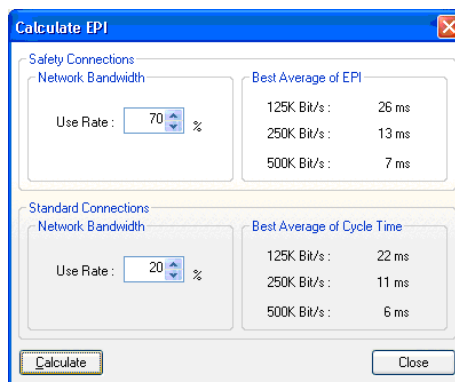 Calculate EPI
Safety Connections
Network Bandwidth
Use Rate : 70 %
Best Average of EPI
125K Bit/s : 26 ms
250K Bit/s : 13 ms
500K Bit/s : 7 ms
Standard Connections
Network Bandwidth
Use Rate : 20 %
Best Average of Cycle Time
125K Bit/s : 22 ms
250K Bit/s : 11 ms
500K Bit/s : 6 ms
Calculate
Close